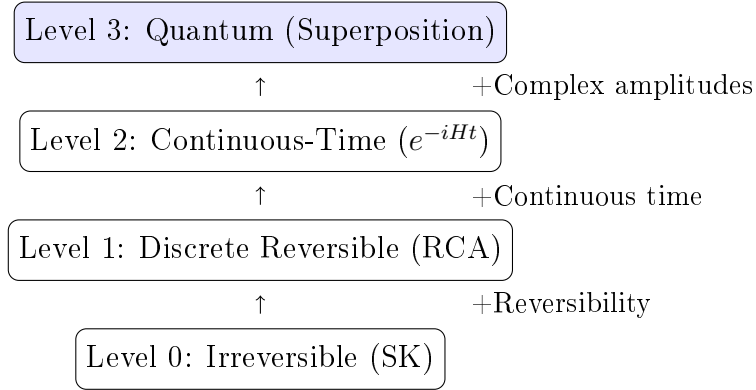 Level 3: Quantum (Superposition)
↑ +Complex amplitudes
Level 2: Continuous-Time (e^{-iHt})
↑ +Continuous time
Level 1: Discrete Reversible (RCA)
↑ +Reversibility
Level 0: Irreversible (SK)